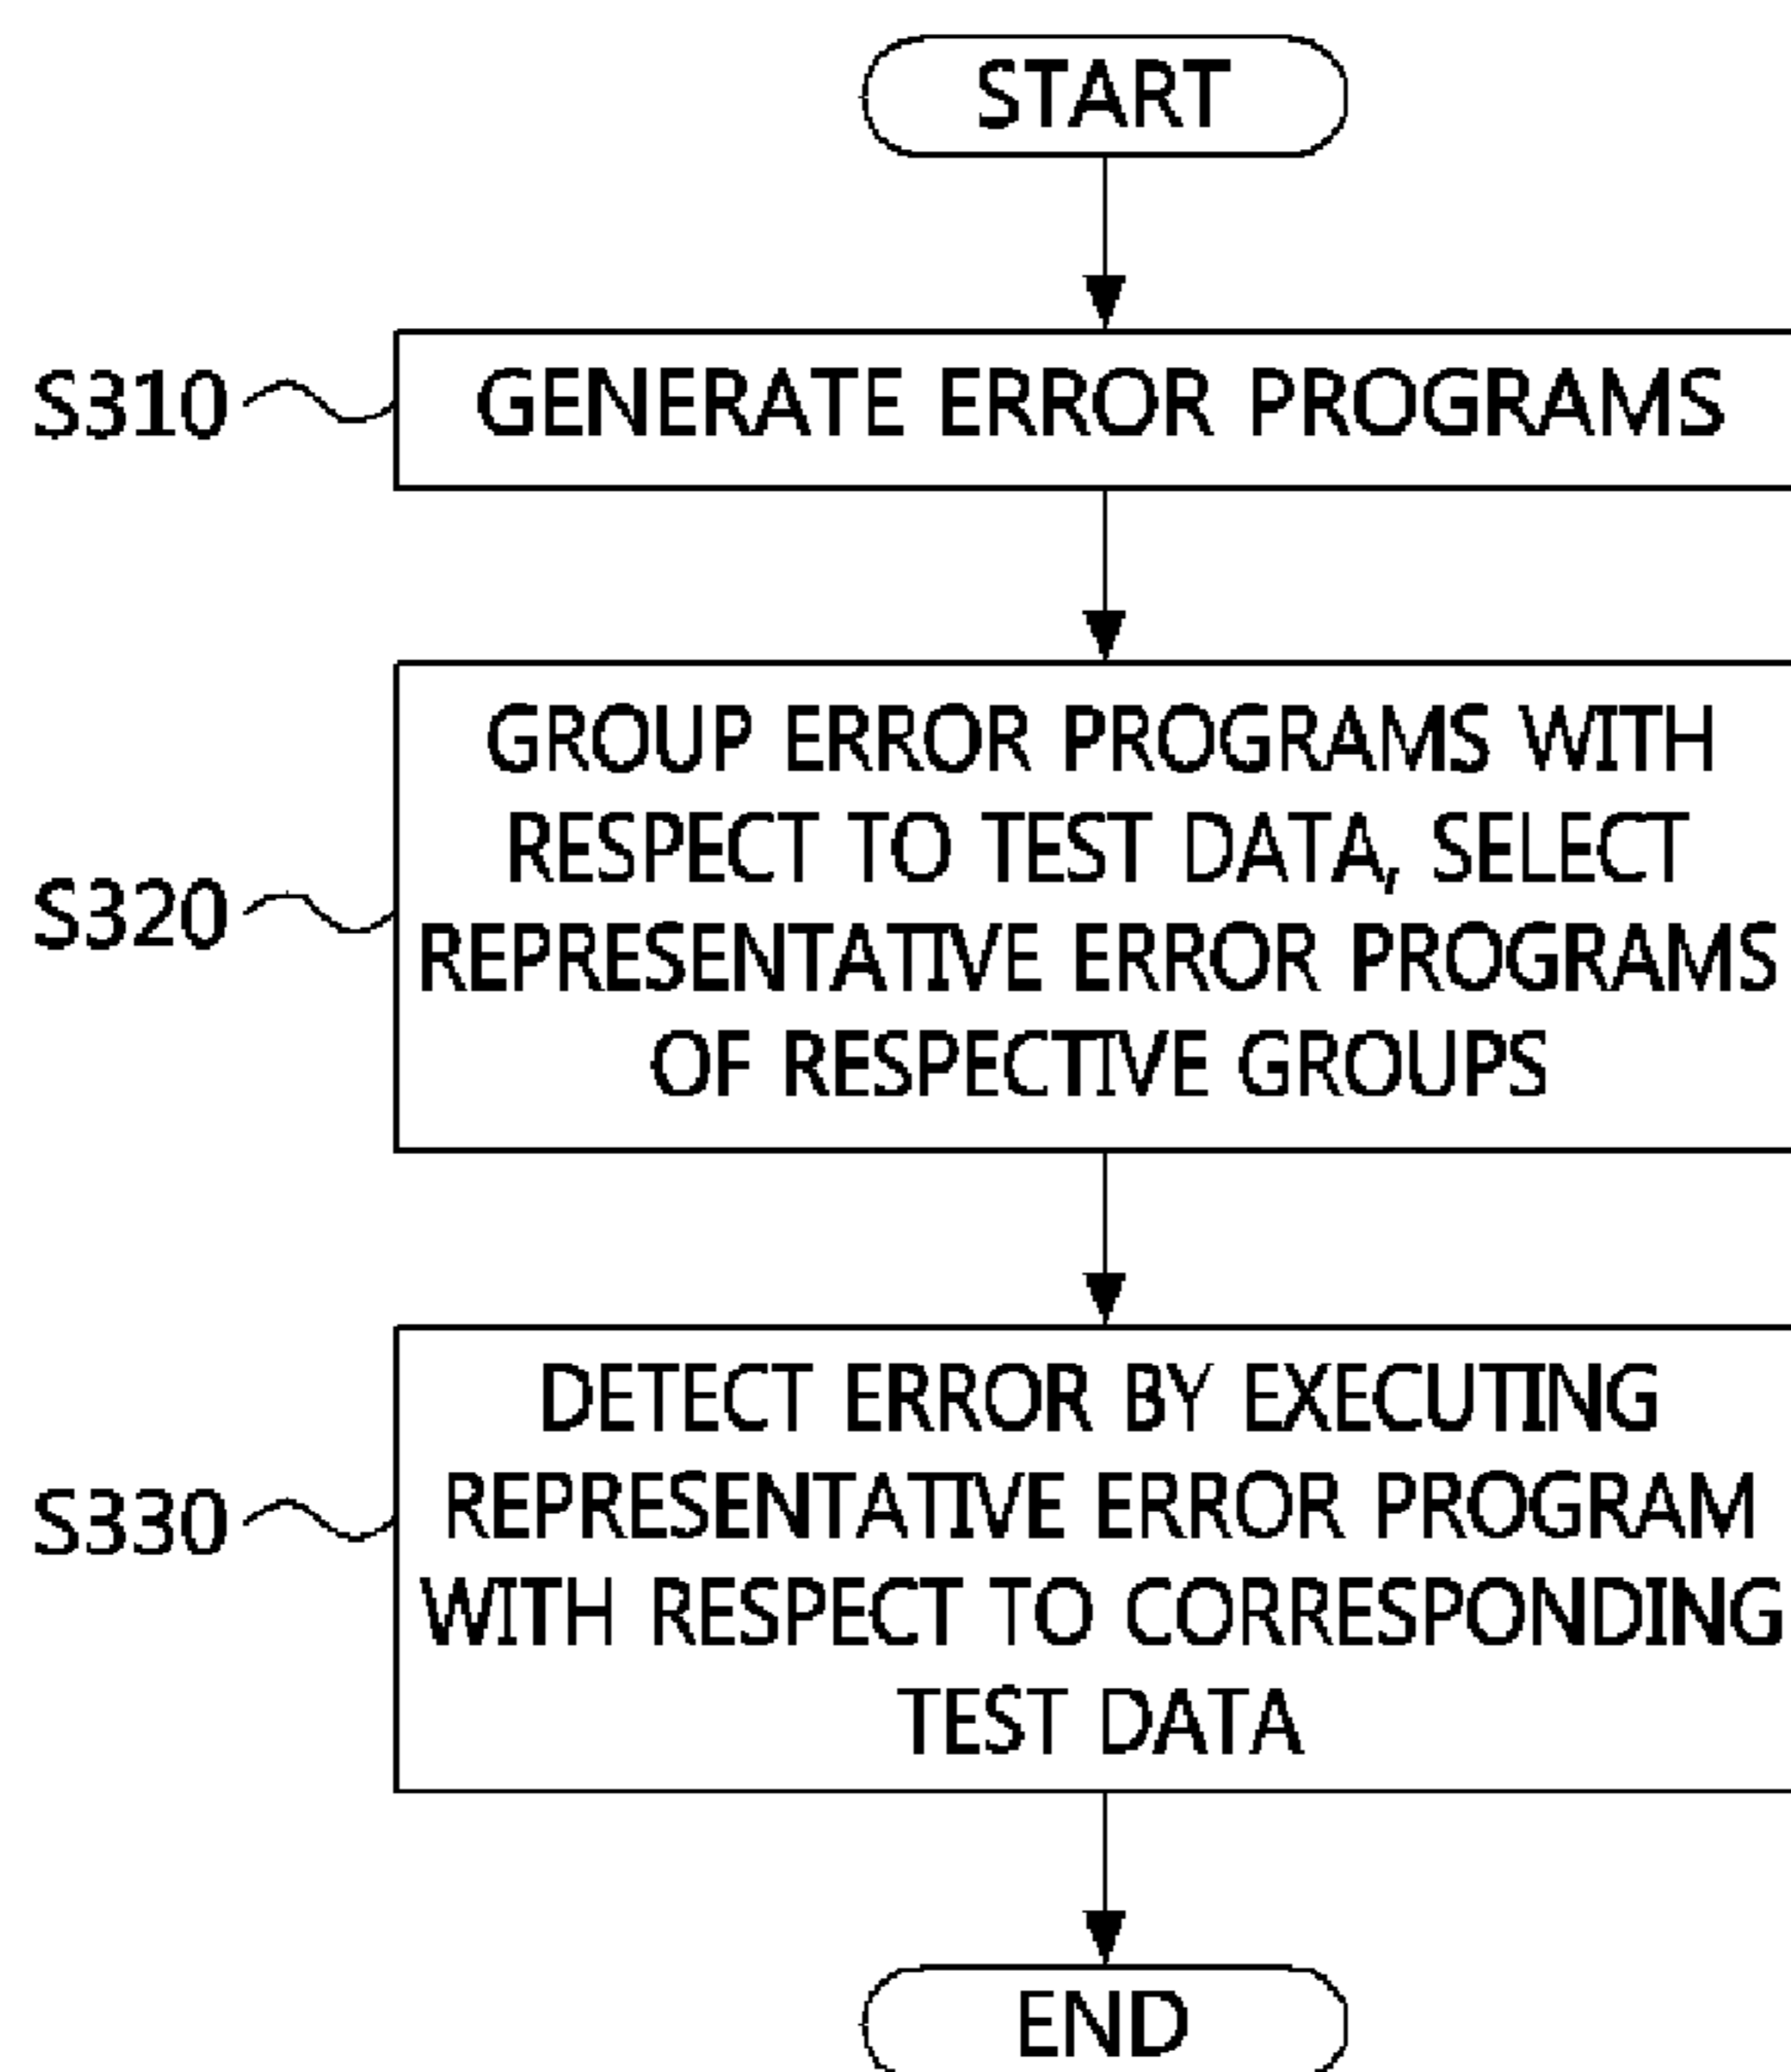 START
S310
GENERATE ERROR PROGRAMS
S320
GROUP ERROR PROGRAMS WITH
RESPECT TO TEST DATA, SELECT
REPRESENTATIVE ERROR PROGRAMS
OF RESPECTIVE GROUPS
S330
DETECT ERROR BY EXECUTING
REPRESENTATIVE ERROR PROGRAM
WITH RESPECT TO CORRESPONDING
TEST DATA
END